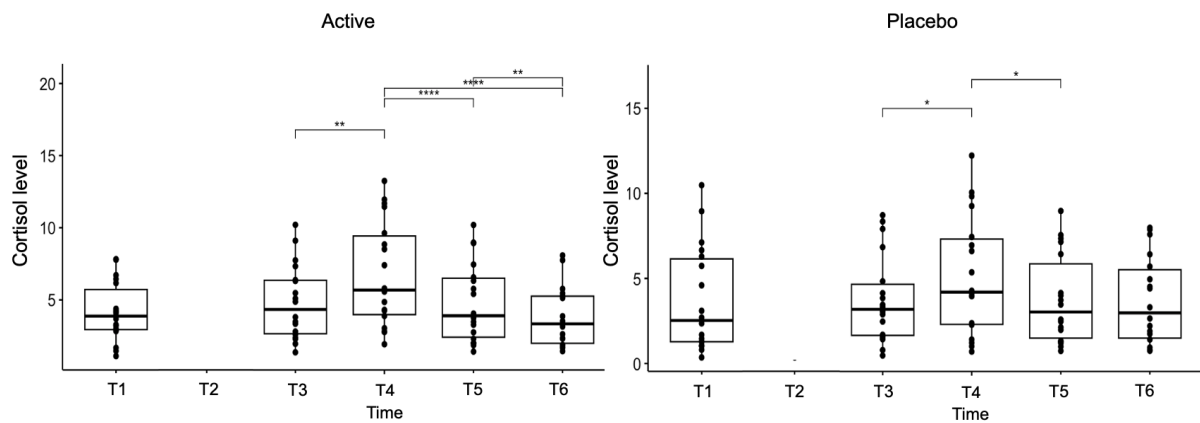 Active
Placebo
Cortisol level
20
15
10
5
**
****
****
**
T1
T2
T3
T4
T5
T6
Time
Cortisol level
15
10
5
0
*
*
T1
T2
T3
T4
T5
T6
Time